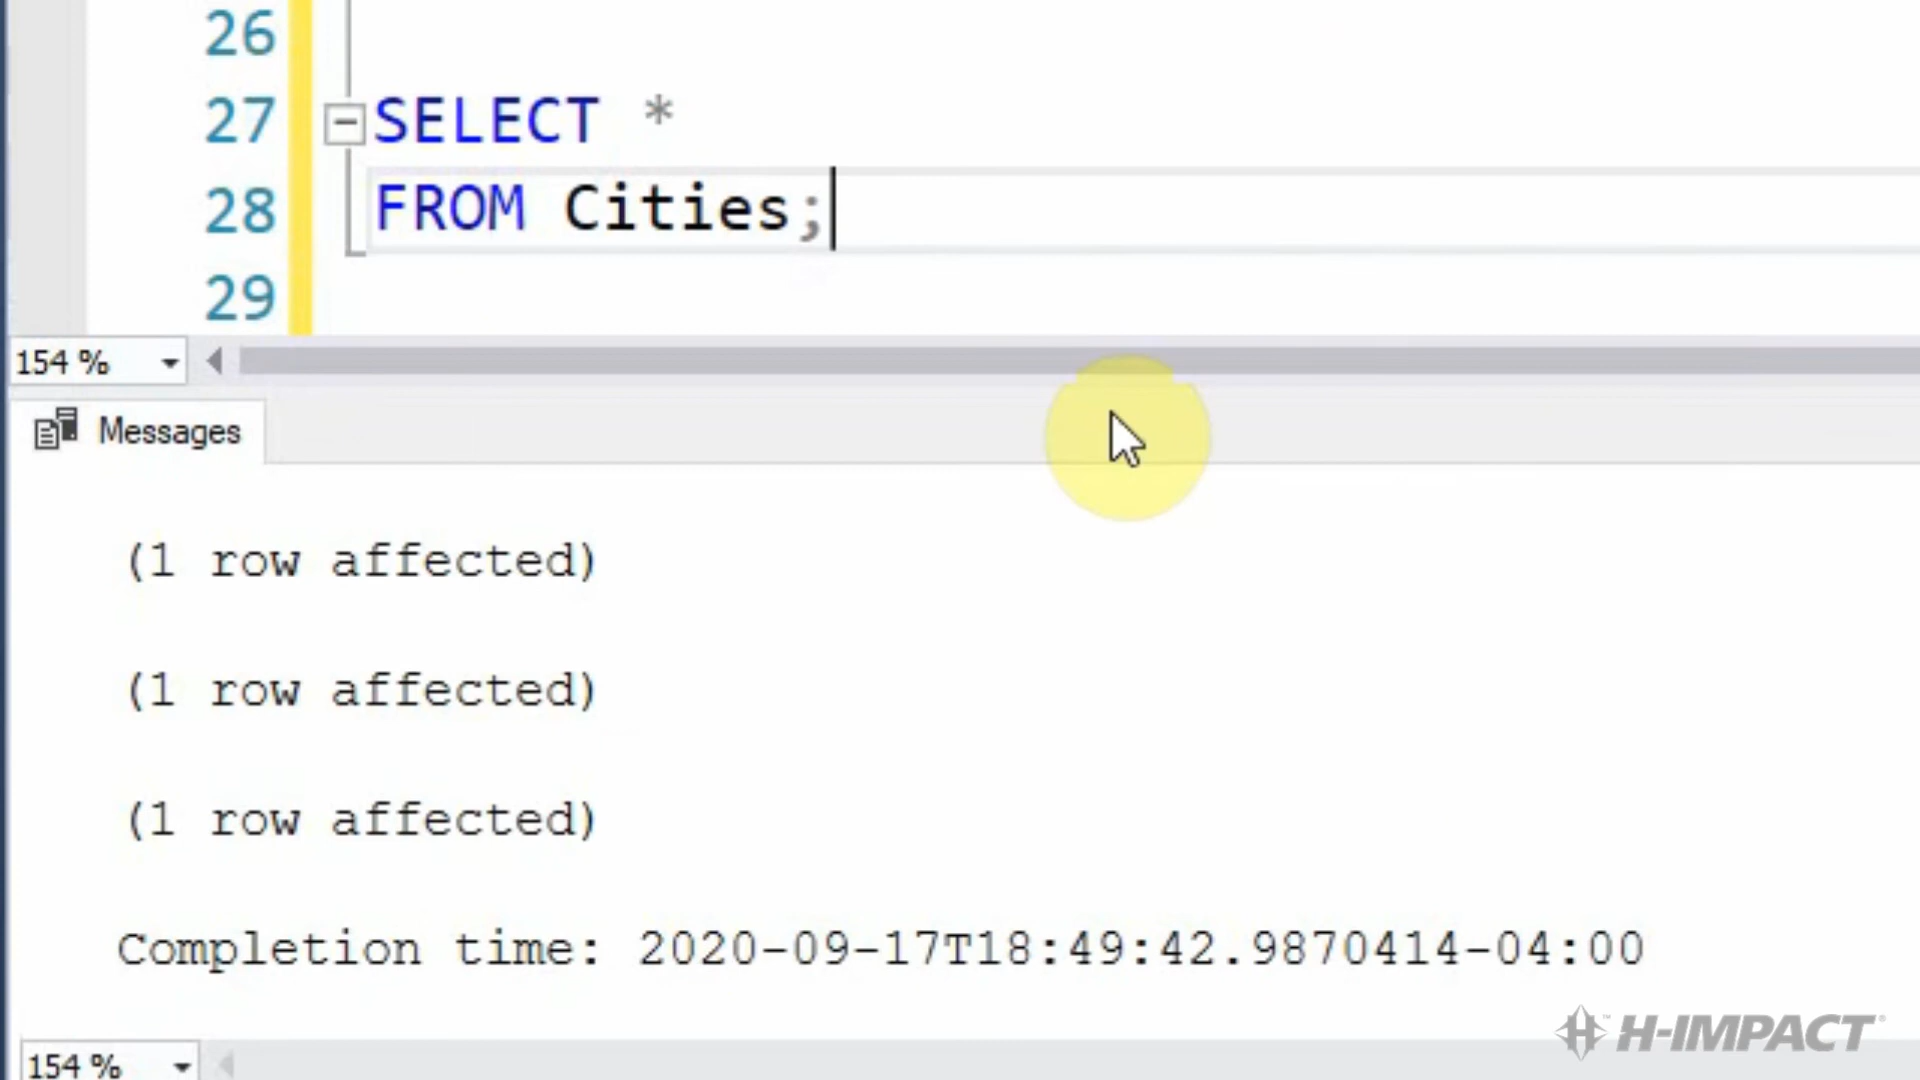 26
27 SELECT *
28 FROM Cities;
29
154 %
Messages
(1 row affected)
(1 row affected)
(1 row affected)
Completion time: 2020-09-17T18:49:42.9870414-04:00
H-IMPACT
154 %